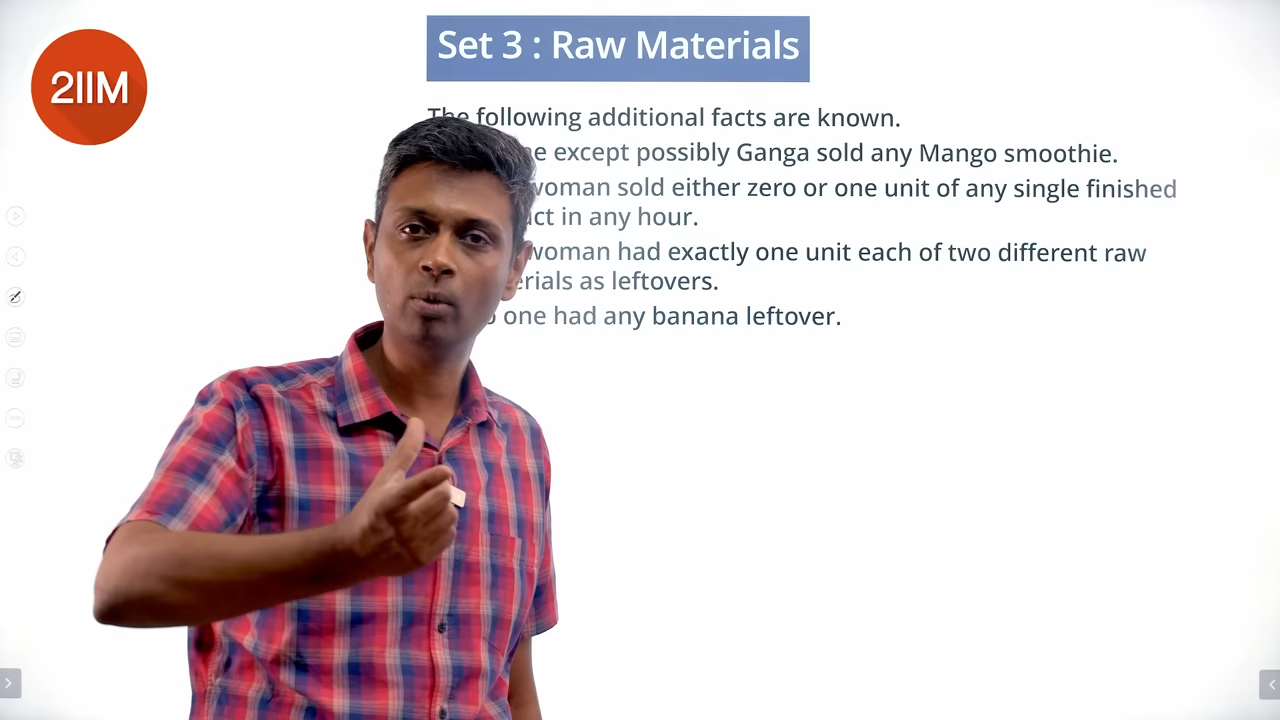 2IIM
Set 3 : Raw Materials
The following additional facts are known.
except possibly Ganga sold any Mango smoothie.
woman sold either zero or one unit of any single finished
in any hour.
woman had exactly one unit each of two different raw
as leftovers.
one had any banana leftover.